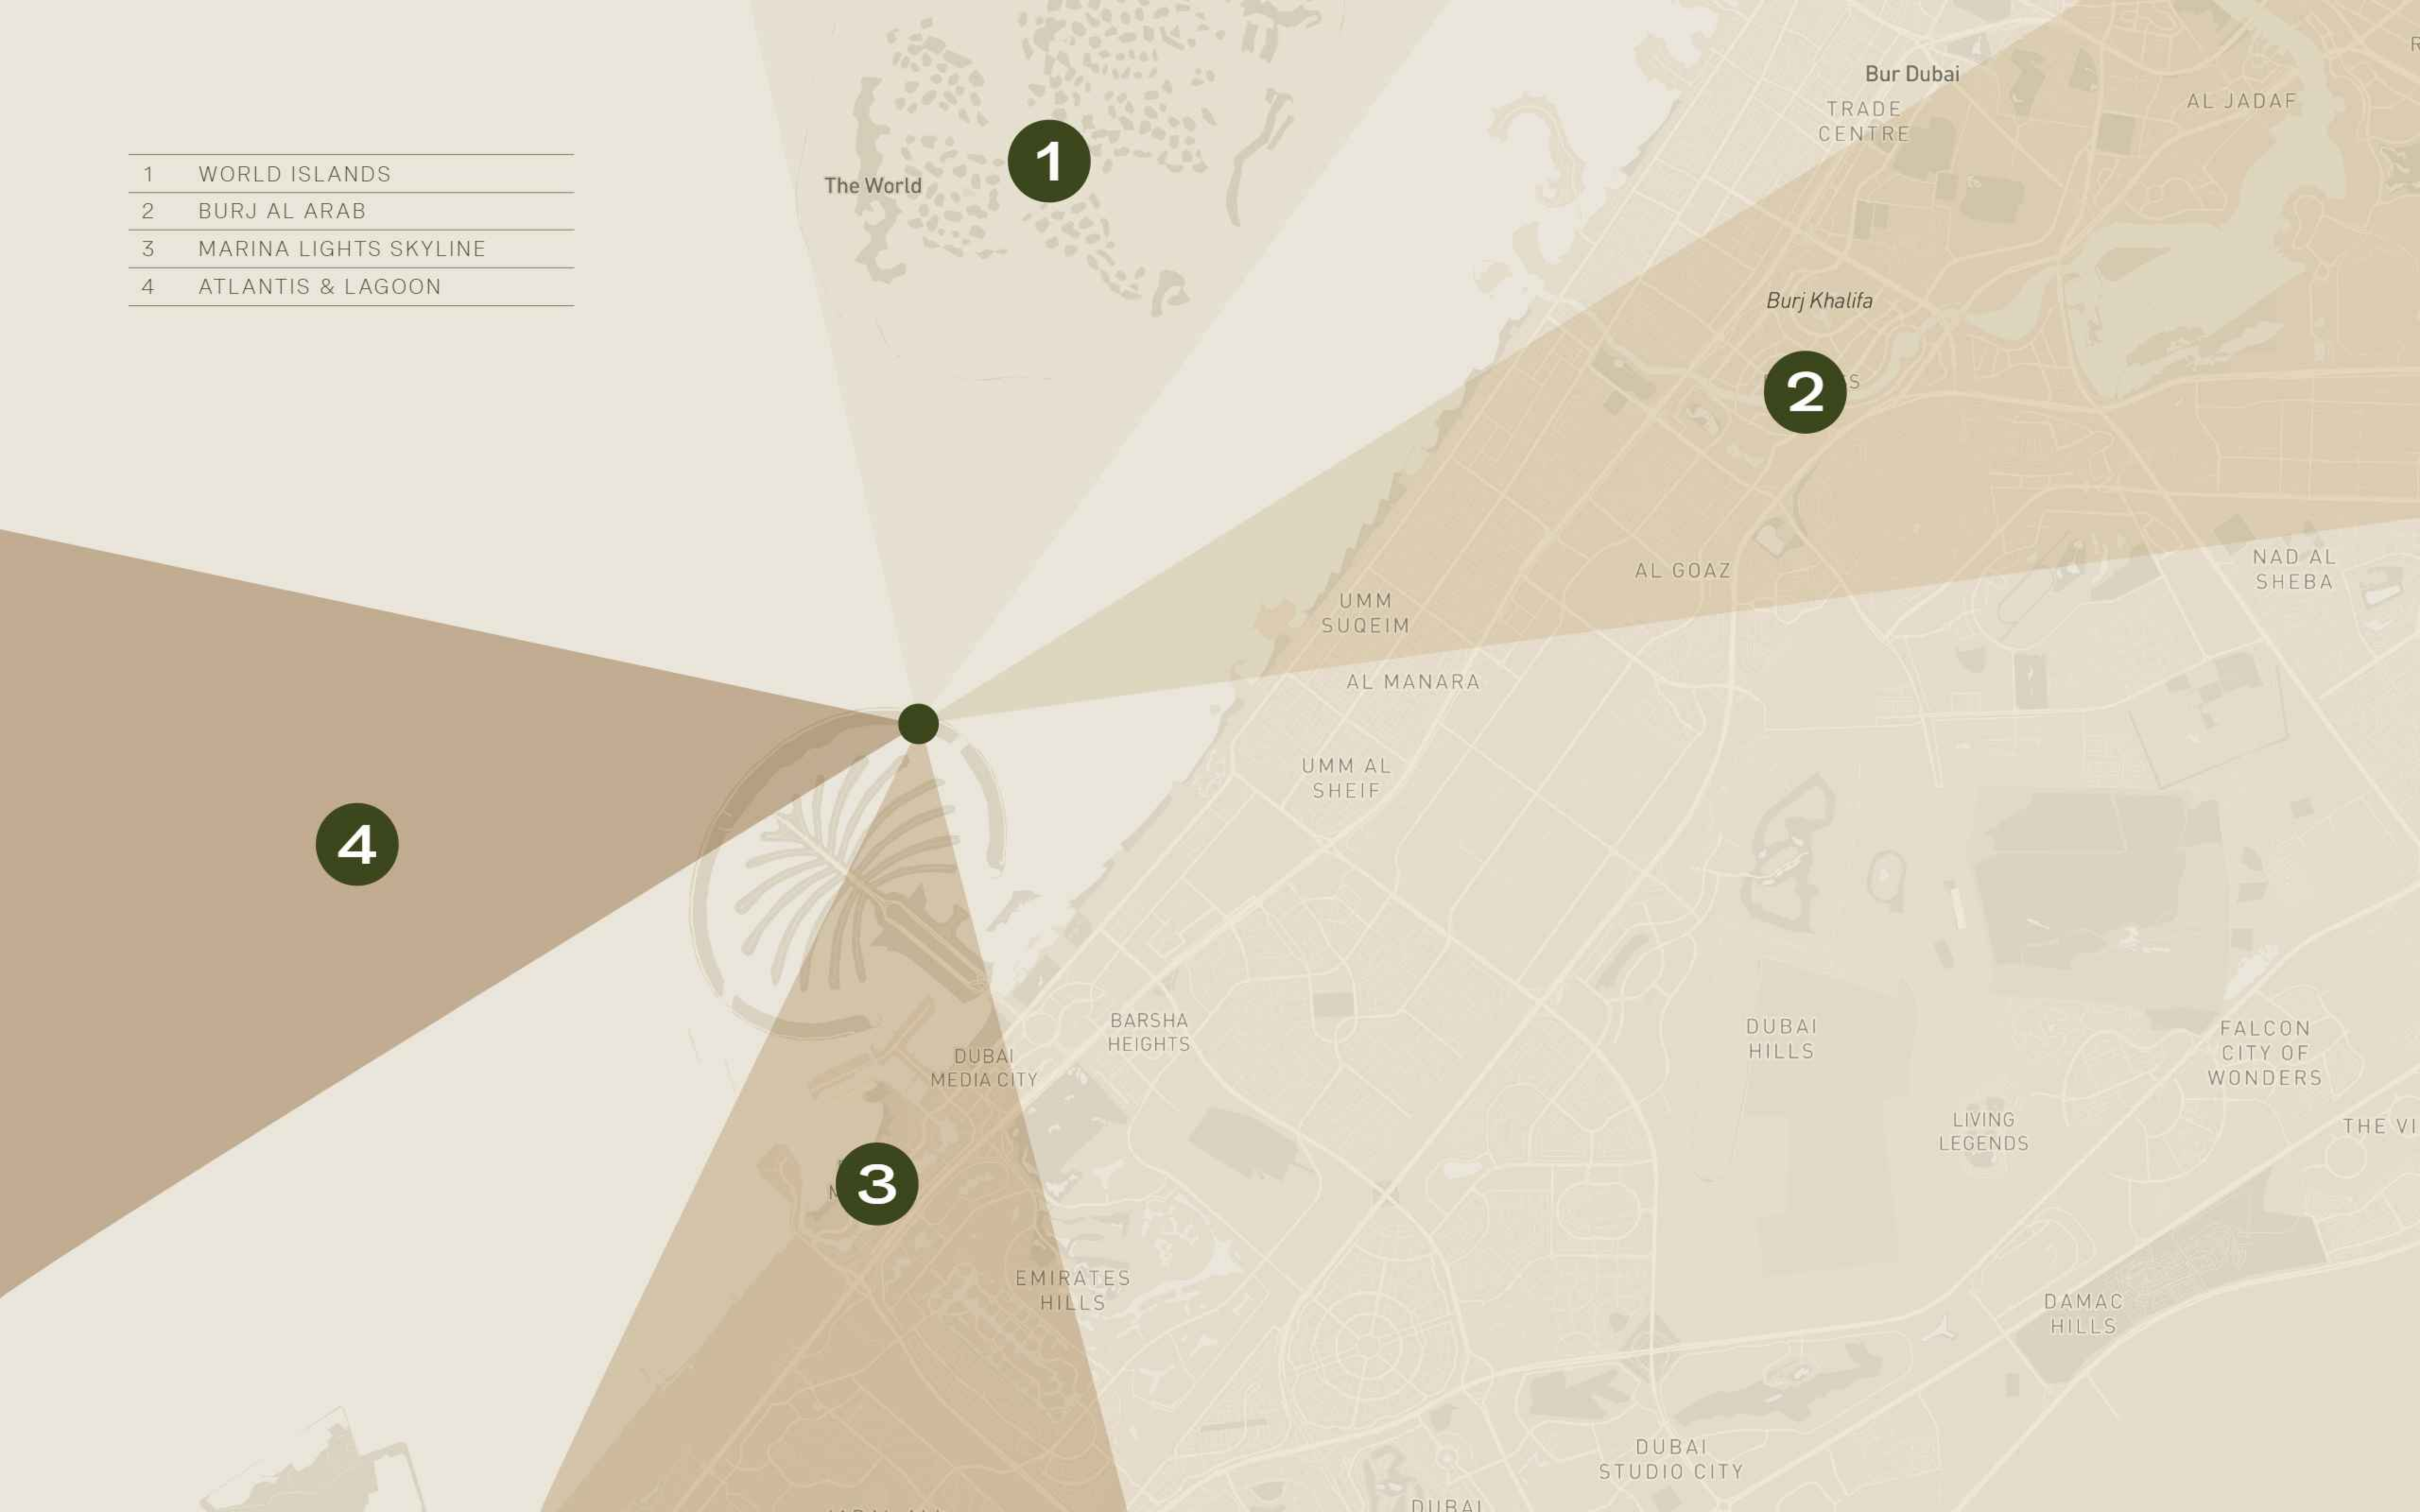 1 WORLD ISLANDS
2 BURJ AL ARAB
3 MARINA LIGHTS SKYLINE
4 ATLANTIS & LAGOON
Bur Dubai
TRADE
CENTRE
AL JADAF
1
The World
Burj Khalifa
2
AL GOAZ
NAD AL
SHEBA
UMM
SUQEIM
AL MANARA
UMM AL
SHEIF
4
BARSHA
HEIGHTS
DUBAI
MEDIA CITY
DUBAI
HILLS
FALCON
CITY OF
WONDERS
LIVING
LEGENDS
THE VI
3
EMIRATES
HILLS
DAMAC
HILLS
DUBAI
STUDIO CITY
DUBAI